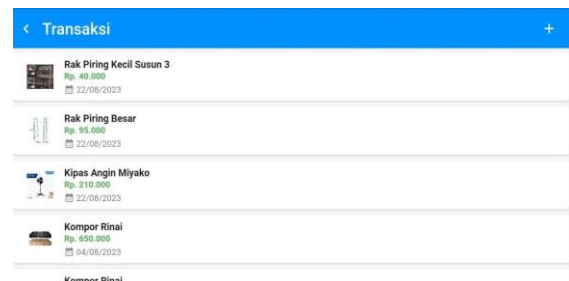 Transaksi
Rak Piring Kecil Susun 3
Rp. 40.000
22/08/2023
Rak Piring Besar
Rp. 95.000
22/08/2023
Kipas Angin Miyako
Rp. 210.000
22/08/2023
Kompor Rinai
Rp. 650.000
04/08/2023
Kompor Rinai